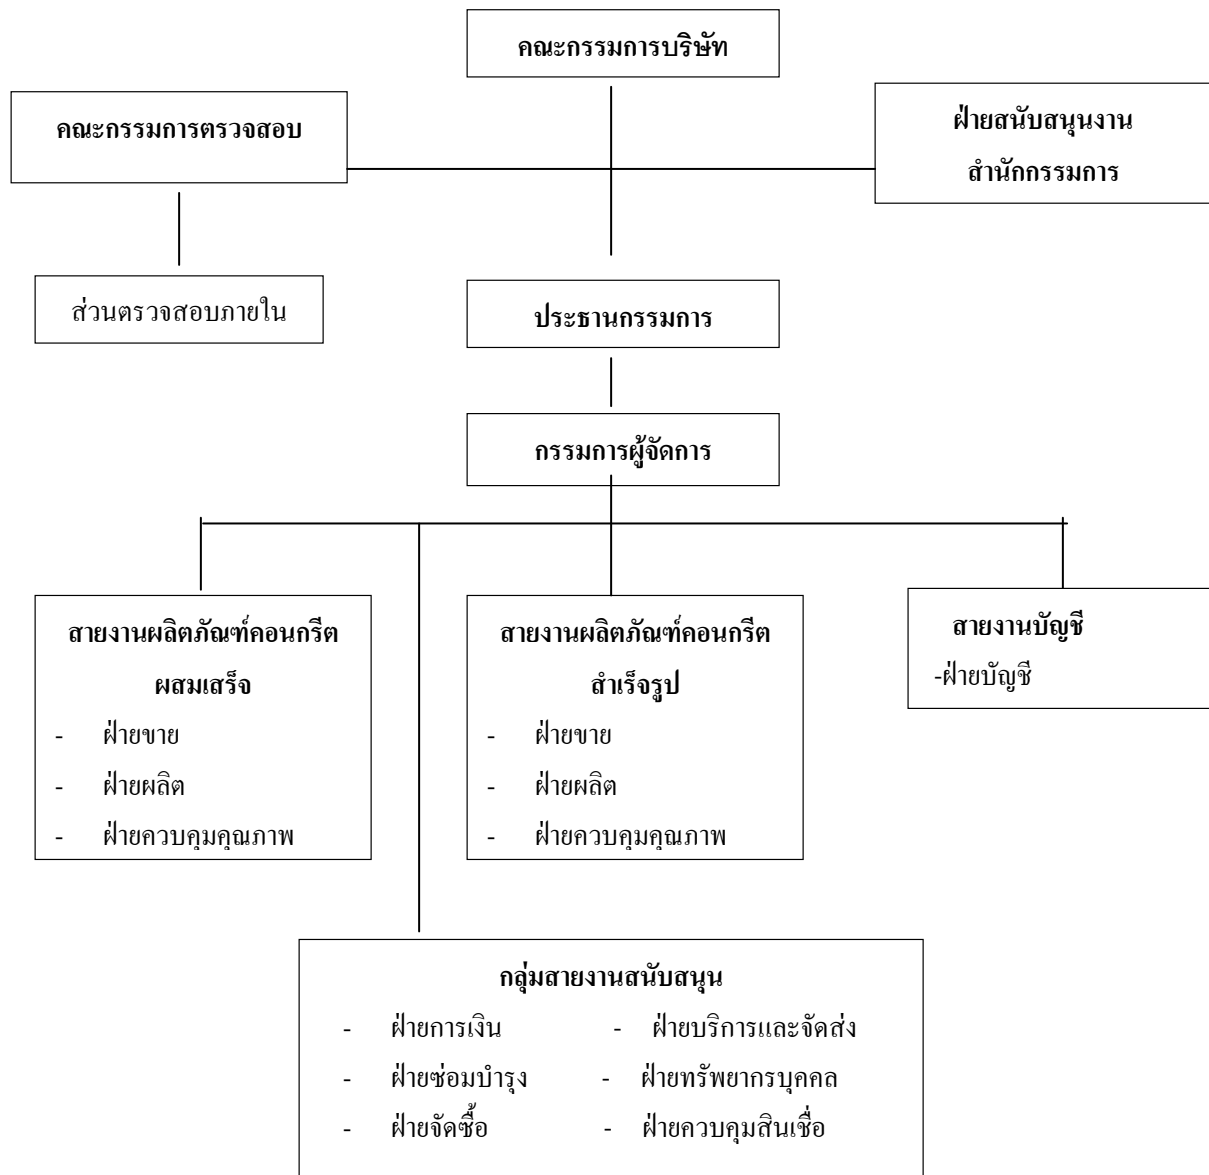 คณะกรรมการบริษัท
คณะกรรมการตรวจสอบ
ฝ่ายสนับสนุนงาน
สำนักกรรมการ
ส่วนตรวจสอบภายใน
ประธานกรรมการ
กรรมการผู้จัดการ
สายงานผลิตภัณฑ์คอนกรีต
ผสมเสร็จ
- ฝ่ายขาย
- ฝ่ายผลิต
- ฝ่ายควบคุมคุณภาพ
สายงานผลิตภัณฑ์คอนกรีต
สำเร็จรูป
- ฝ่ายขาย
- ฝ่ายผลิต
- ฝ่ายควบคุมคุณภาพ
สายงานบัญชี
-ฝ่ายบัญชี
กลุ่มสายงานสนับสนุน
- ฝ่ายการเงิน - ฝ่ายบริการและจัดส่ง
- ฝ่ายซ่อมบำรุง - ฝ่ายทรัพยากรบุคคล
- ฝ่ายจัดซื้อ - ฝ่ายควบคุมสินเชื่อ